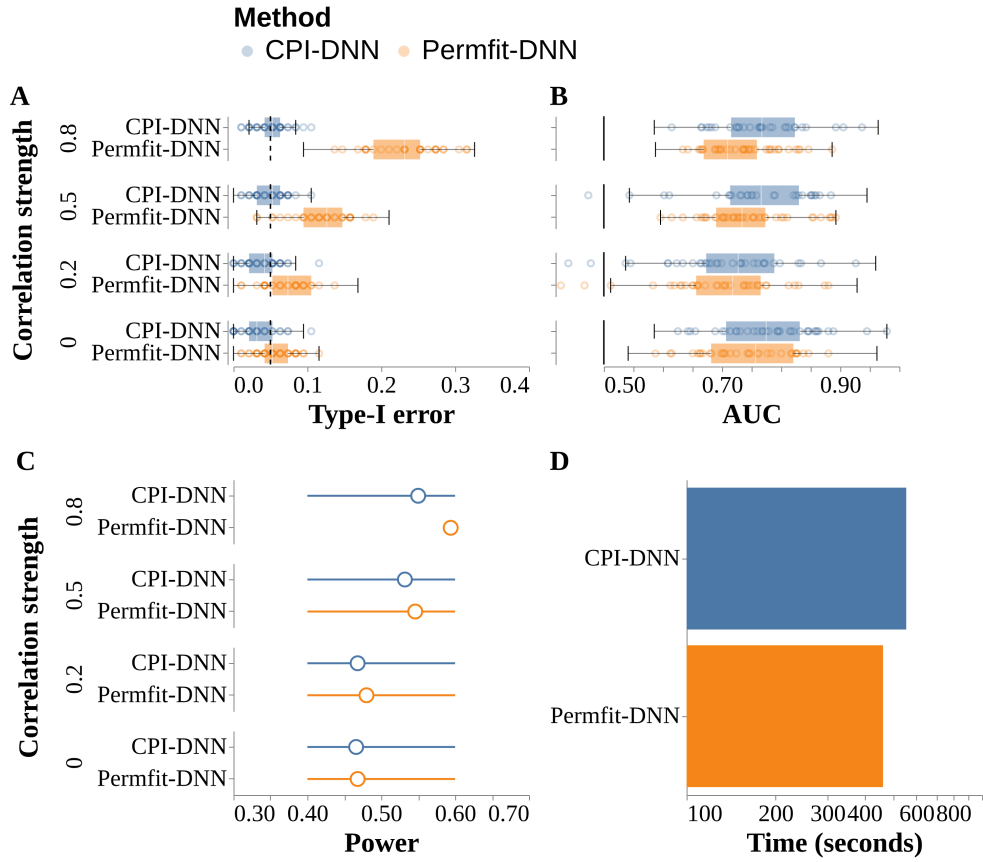 Method
CPI-DNN Permfit-DNN
A
Correlation strength
0.8
CPI-DNN
Permfit-DNN
0.5
CPI-DNN
Permfit-DNN
0.2
CPI-DNN
Permfit-DNN
0
CPI-DNN
Permfit-DNN
0.0 0.1 0.2 0.3 0.4
Type-I error
B
0.50 0.70 0.90
AUC
C
Correlation strength
0.8
CPI-DNN
Permfit-DNN
0.5
CPI-DNN
Permfit-DNN
0.2
CPI-DNN
Permfit-DNN
0
CPI-DNN
Permfit-DNN
0.30 0.40 0.50 0.60 0.70
Power
D
CPI-DNN
Permfit-DNN
100 200 300 400 600 800
Time (seconds)